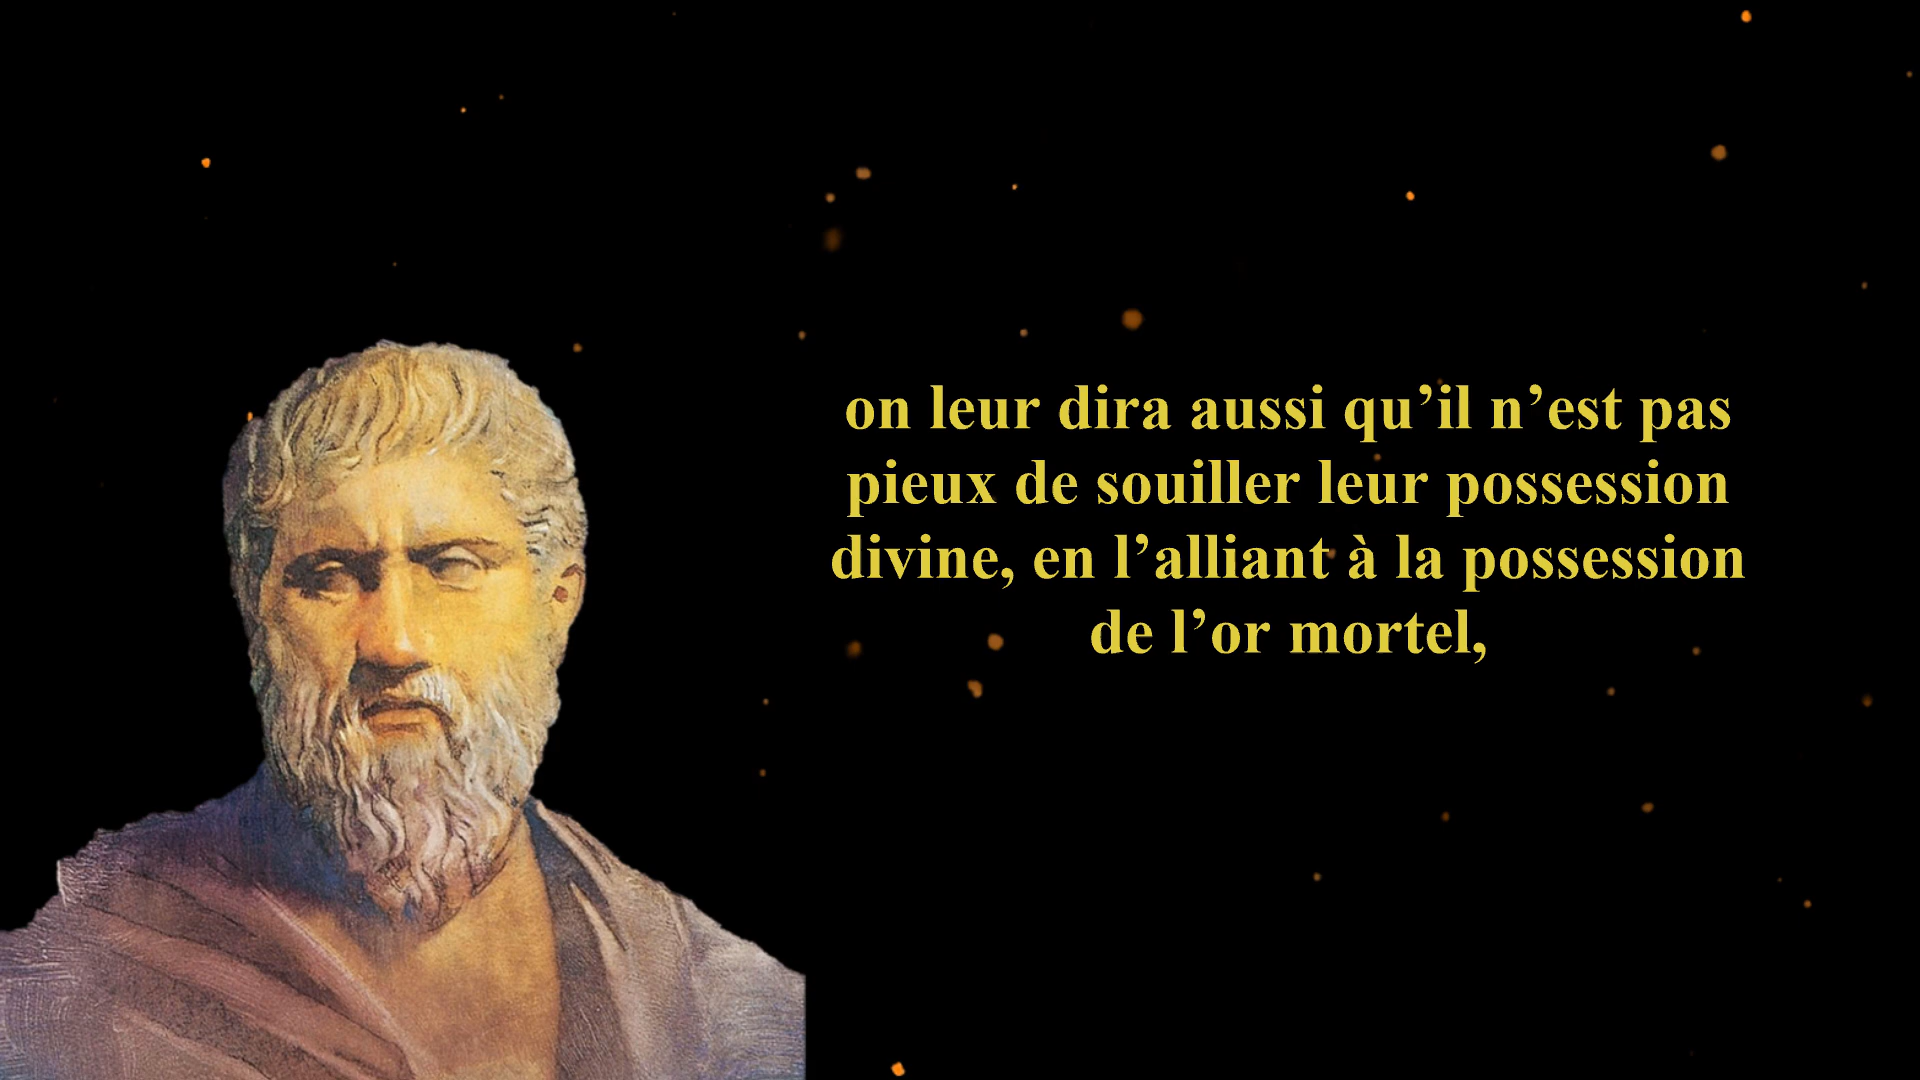 on leur dira aussi qu’il n’est pas
pieux de souiller leur possession
divine, en l’alliant à la possession
de l’or mortel,